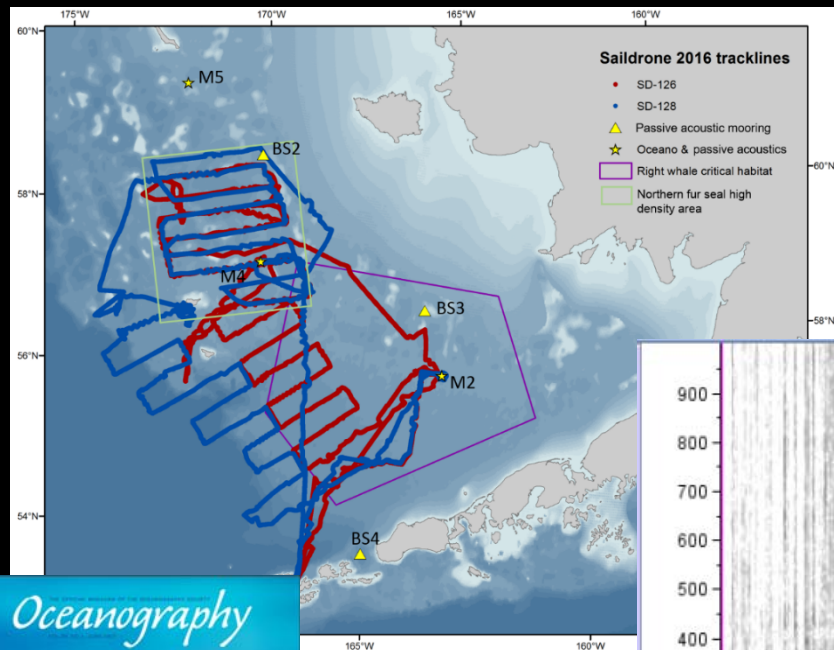 175°W
170°W
165°W
160°W
60°N
M5
Saildrone 2016 tracklines
SD-126
SD-128
Passive acoustic mooring
Oceano & passive acoustics
Right whale critical habitat
Northern fur seal high
density area
BS2
60°N
58°N
M4
BS3
58°N
56°N
M2
54°N
BS4
165°W
160°W
Oceanography
900
800
700
600
500
400